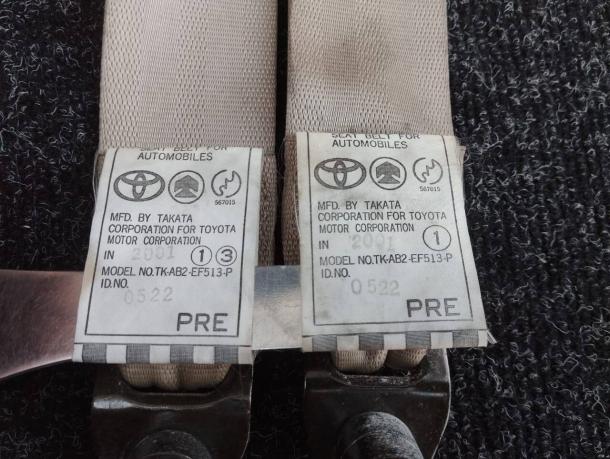 SEAT BELT FOR
AUTOMOBILES
567015
MFD. BY TAKATA
CORPORATION FOR TOYOTA
MOTOR CORPORATION
IN 2001 1 3
MODEL NO.TK-AB2-EF513-P
ID.NO.
0522
PRE
SEAT BELT FOR
AUTOMOBILES
567015
MFD. BY TAKATA
CORPORATION FOR TOYOTA
MOTOR CORPORATION
IN 2001 1
MODEL NO.TK-AB2-EF513-P
ID.NO.
0522
PRE